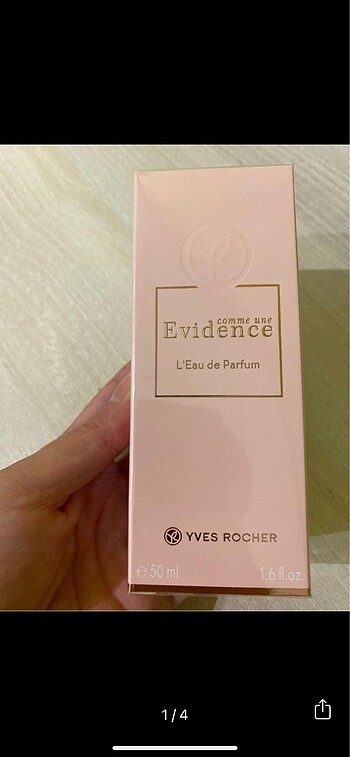 comme une
Evidence
L'Eau de Parfum
YVES ROCHER
℮ 50 ml 1.6 fl.oz.
1/4